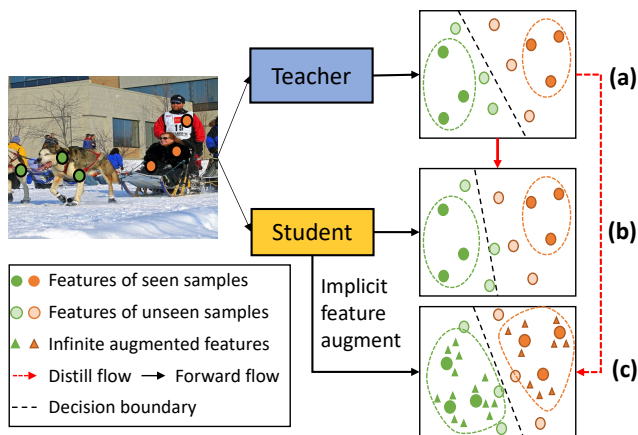 Teacher
(a)
19
Student
(b)
Implicit
feature
augment
(c)
Features of seen samples
Features of unseen samples
Infinite augmented features
Distill flow
Forward flow
Decision boundary